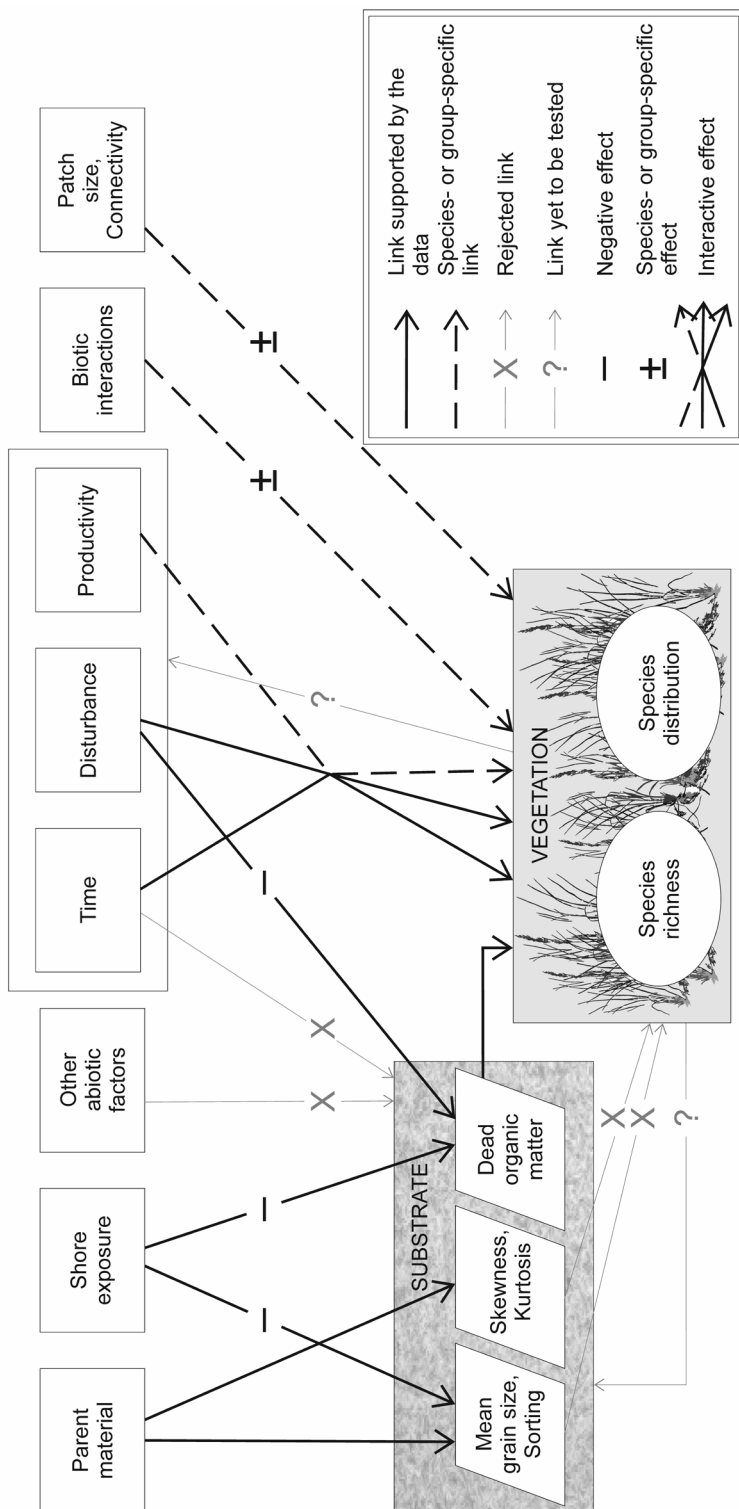 Parent
material
Shore
exposure
Other
abiotic
factors
Time
Disturbance
Productivity
Biotic
interactions
Patch
size,
Connectivity
–
–
X
X
–
±
±
?
SUBSTRATE
Mean
grain size,
Sorting
Skewness,
Kurtosis
Dead
organic
matter
X
X
?
VEGETATION
Species
richness
Species
distribution
Link supported by the
data
Species- or group-specific
link
X Rejected link
? Link yet to be tested
– Negative effect
± Species- or group-specific
effect
Interactive effect